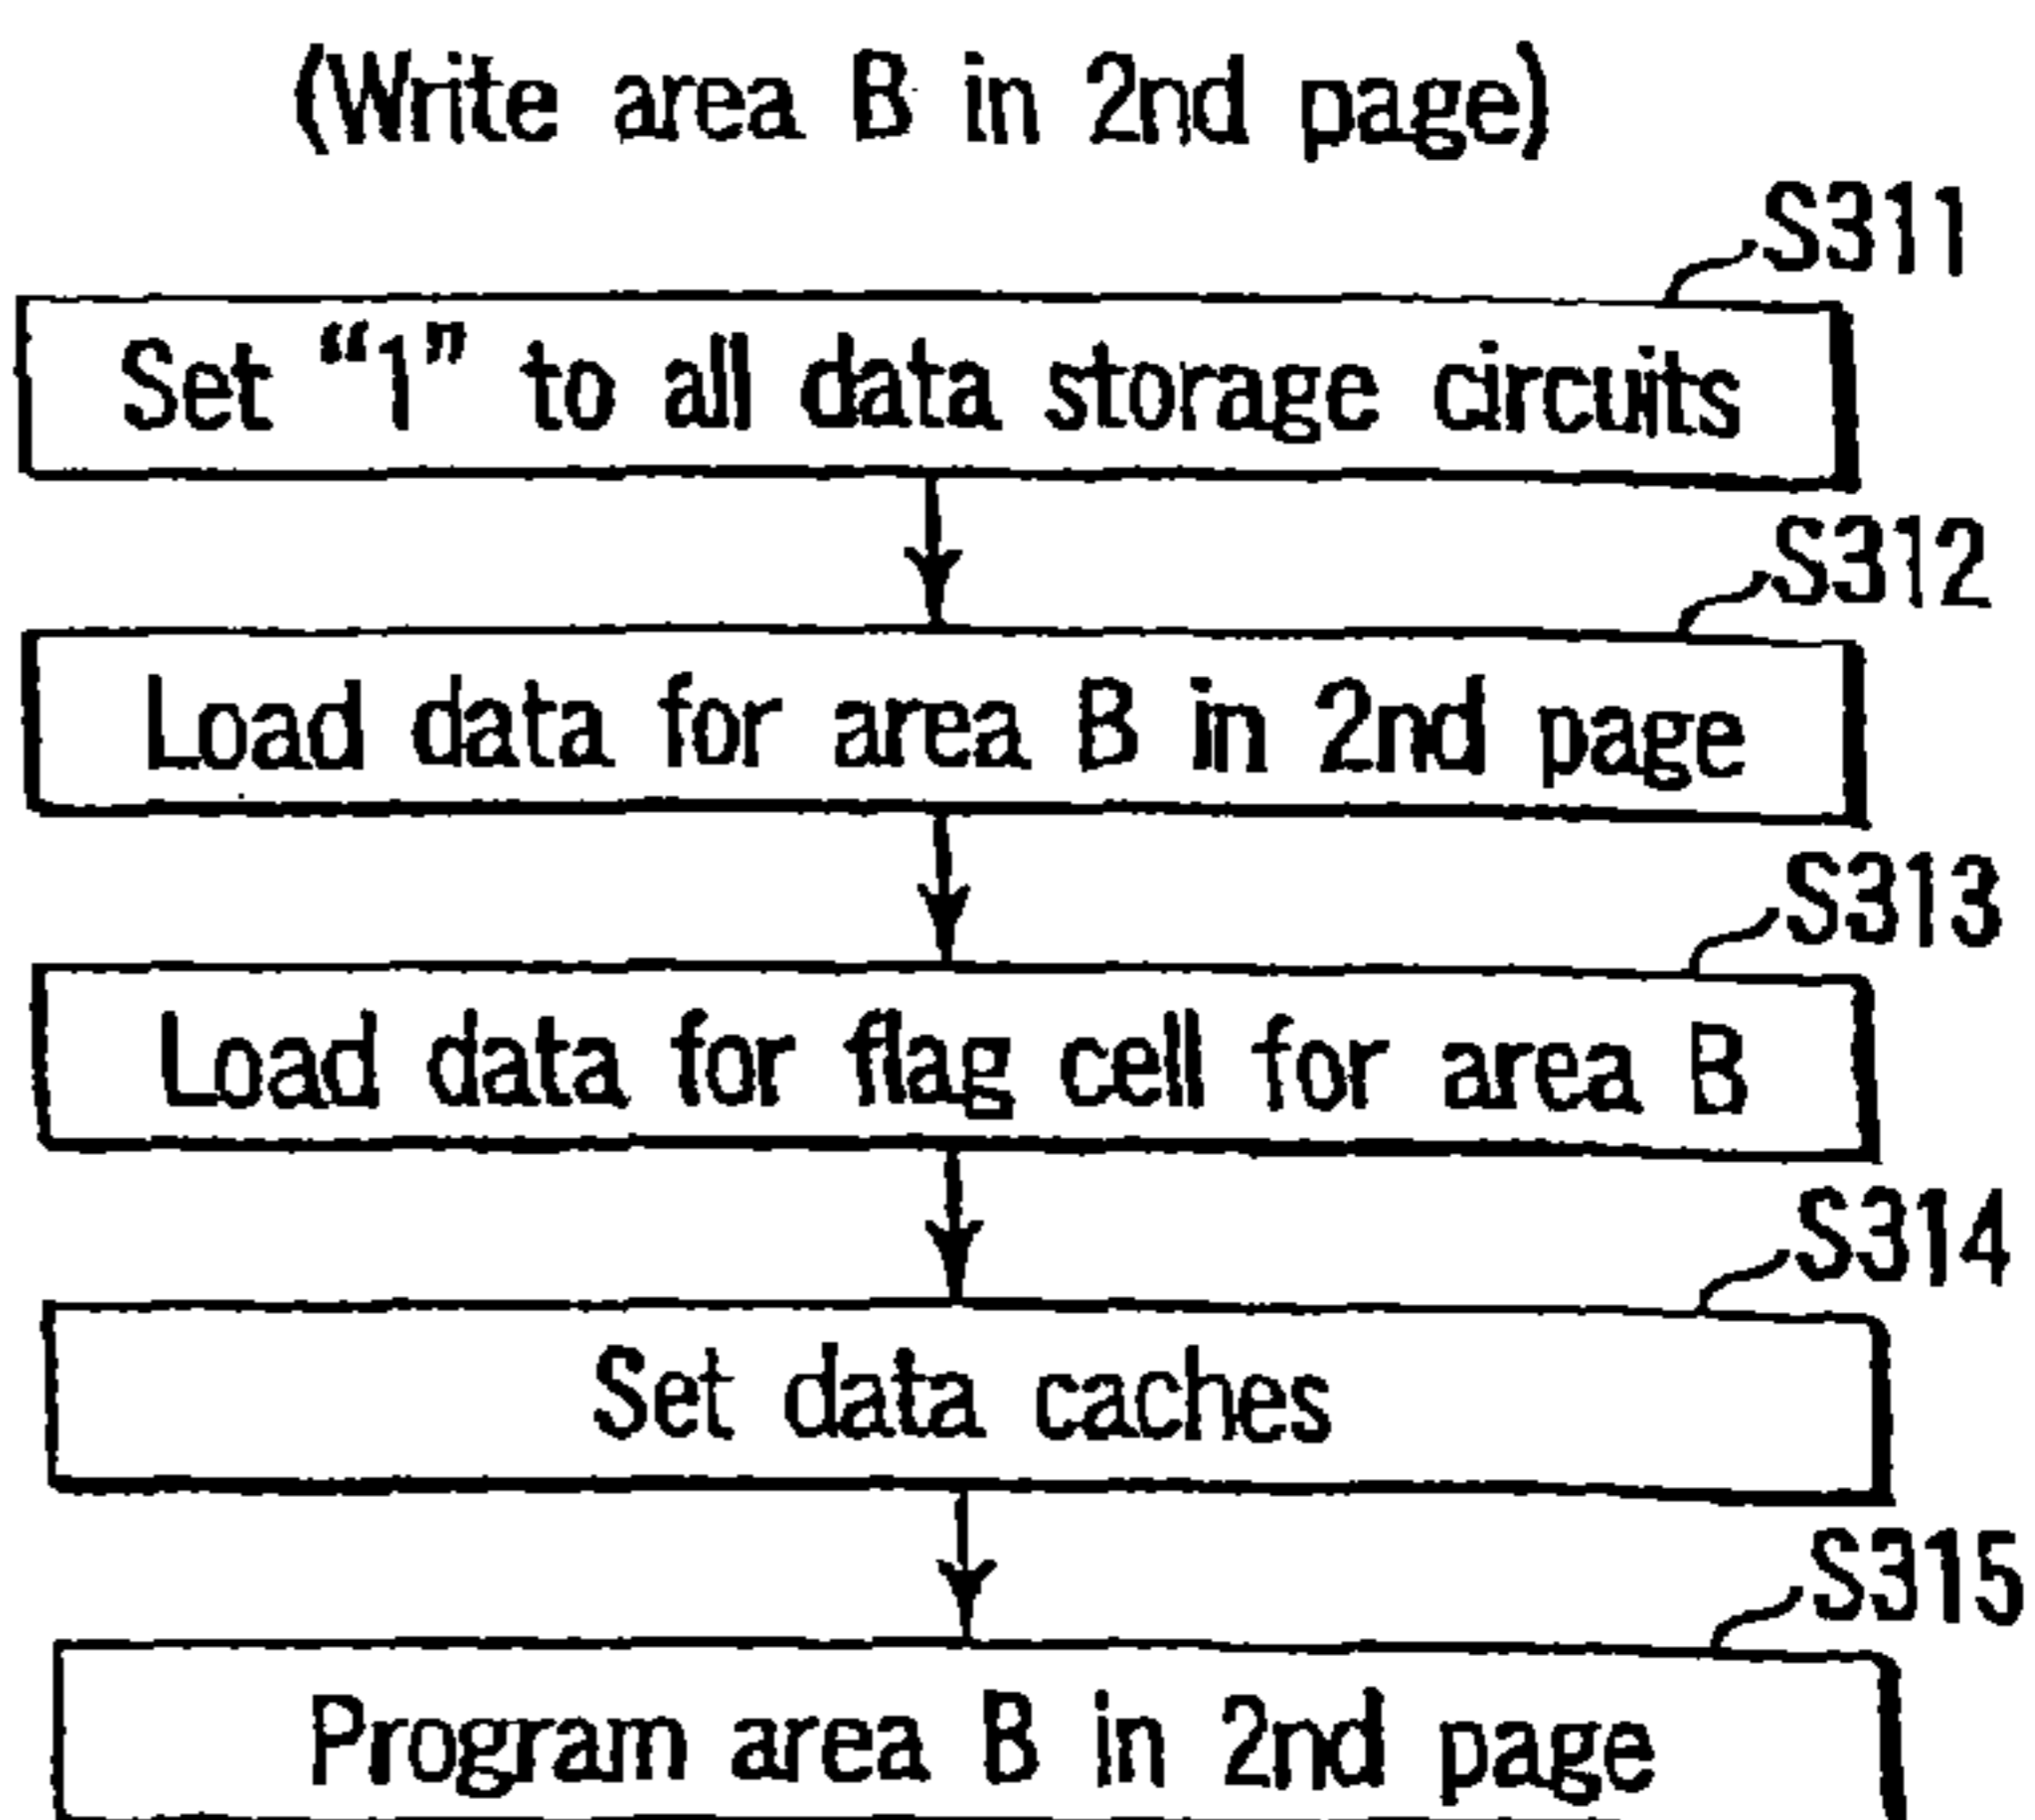 (Write area B in 2nd page)
S311
Set “1” to all data storage circuits
S312
Load data for area B in 2nd page
S313
Load data for flag cell for area B
S314
Set data caches
S315
Program area B in 2nd page